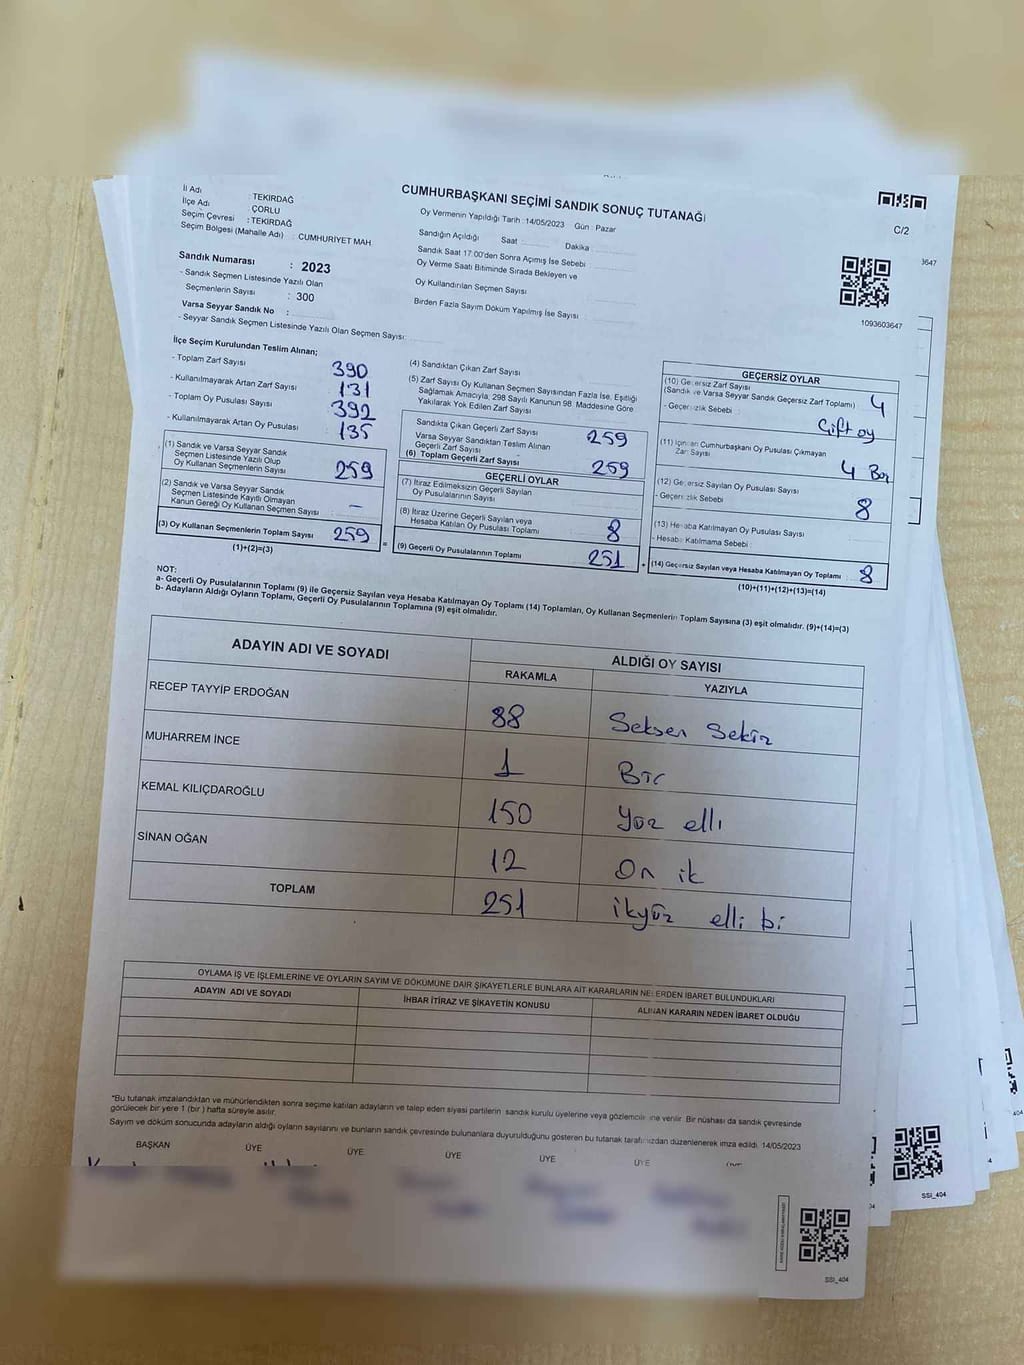 CUMHURBAŞKANI SEÇİMİ SANDIK SONUÇ TUTANAĞI
C/2
İl Adı : TEKİRDAĞ
İlçe Adı : ÇORLU
Seçim Çevresi : TEKİRDAĞ
Seçim Bölgesi (Mahalle Adı) : CUMHURİYET MAH
Oy Vermenin Yapıldığı Tarih :14/05/2023 Gün : Pazar
Sandığın Açıldığı Saat Dakika
Sandık Saat 17:00'den Sonra Açımış İse Sebebi
Oy Verme Saati Bitiminde Sırada Bekleyen ve
Oy Kullandırılan Seçmen Sayısı
Birden Fazla Sayım Döküm Yapılmış İse Sayısı
1093603647
3647
Sandık Numarası : 2023
- Sandık Seçmen Listesinde Yazılı Olan
Seçmenlerin Sayısı : 300
Varsa Seyyar Sandık No :
- Seyyar Sandık Seçmen Listesinde Yazılı Olan Seçmen Sayısı:
İlçe Seçim Kurulundan Teslim Alınan;
- Toplam Zarf Sayısı 390
- Kullanılmayarak Artan Zarf Sayısı 131
- Toplam Oy Pusulası Sayısı 392
- Kullanılmayarak Artan Oy Pusulası 135
(1) Sandık ve Varsa Seyyar Sandık
Seçmen Listesinde Yazılı Olup
Oy Kullanan Seçmenlerin Sayısı 259
(2) Sandık ve Varsa Seyyar Sandık
Seçmen Listesinde Kayıtlı Olmayan
Kanun Gereği Oy Kullanan Seçmen Sayısı –
(3) Oy Kullanan Seçmenlerin Toplam Sayısı 259
(1)+(2)=(3)
(4) Sandıktan Çıkan Zarf Sayısı
(5) Zarf Sayısı Oy Kullanan Seçmen Sayısından Fazla İse, Eşitliği
Sağlamak Amacıyla, 298 Sayılı Kanunun 98. Maddesine Göre
Yakılarak Yok Edilen Zarf Sayısı
Sandıkta Çıkan Geçerli Zarf Sayısı 259
Varsa Seyyar Sandıktan Teslim Alınan
Geçerli Zarf Sayısı
(6) Toplam Geçerli Zarf Sayısı 259
GEÇERLİ OYLAR
(7) İtiraz Edilmeksizin Geçerli Sayılan
Oy Pusulalarının Sayısı
(8) İtiraz Üzerine Geçerli Sayılan veya
Hesaba Katılan Oy Pusulası Toplamı 8
= (9) Geçerli Oy Pusulalarının Toplamı 251
GEÇERSİZ OYLAR
(10) Geçersiz Zarf Sayısı
(Sandık ve Varsa Seyyar Sandık Geçersiz Zarf Toplamı) 4
- Geçersizlik Sebebi : Çift oy
(11) İçinden Cumhurbaşkanı Oy Pusulası Çıkmayan
Zarf Sayısı 4 Boş
(12) Geçersiz Sayılan Oy Pusulası Sayısı 8
- Geçersizlik Sebebi
(13) Hesaba Katılmayan Oy Pusulası Sayısı
- Hesaba Katılmama Sebebi :
+ (14) Geçersiz Sayılan veya Hesaba Katılmayan Oy Toplamı 8
(10)+(11)+(12)+(13)=(14)
NOT:
a- Geçerli Oy Pusulalarının Toplamı (9) ile Geçersiz Sayılan veya Hesaba Katılmayan Oy Toplamı (14) Toplamları, Oy Kullanan Seçmenlerin Toplam Sayısına (3) eşit olmalıdır. (9)+(14)=(3)
b- Adayların Aldığı Oyların Toplamı, Geçerli Oy Pusulalarının Toplamına (9) eşit olmalıdır.
ADAYIN ADI VE SOYADI ALDIĞI OY SAYISI
RAKAMLA YAZIYLA
RECEP TAYYİP ERDOĞAN 88 Seksen Sekiz
MUHARREM İNCE 1 Bir
KEMAL KILIÇDAROĞLU 150 Yüz elli
SİNAN OĞAN 12 On ik
TOPLAM 251 ikyüz elli bi
OYLAMA İŞ VE İŞLEMLERİNE VE OYLARIN SAYIM VE DÖKÜMÜNE DAİR ŞİKAYETLERLE BUNLARA AİT KARARLARIN NELERDEN İBARET BULUNDUKLARI
ADAYIN ADI VE SOYADI İHBAR İTİRAZ VE ŞİKAYETİN KONUSU ALINAN KARARIN NEDEN İBARET OLDUĞU
*Bu tutanak imzalandıktan ve mühürlendikten sonra seçime katılan adayların ve talep eden siyasi partilerin sandık kurulu üyelerine veya gözlemcilerine verilir. Bir nüshası da sandık çevresinde
görülecek bir yere 1 (bir ) hafta süreyle asılır.
Sayım ve döküm sonucunda adayların aldığı oyların sayılarını ve bunların sandık çevresinde bulunanlara duyurulduğunu gösteren bu tutanak tarafımızdan düzenlenerek imza edildi. 14/05/2023
BAŞKAN ÜYE ÜYE ÜYE ÜYE ÜYE
SSI_404
SSI_404